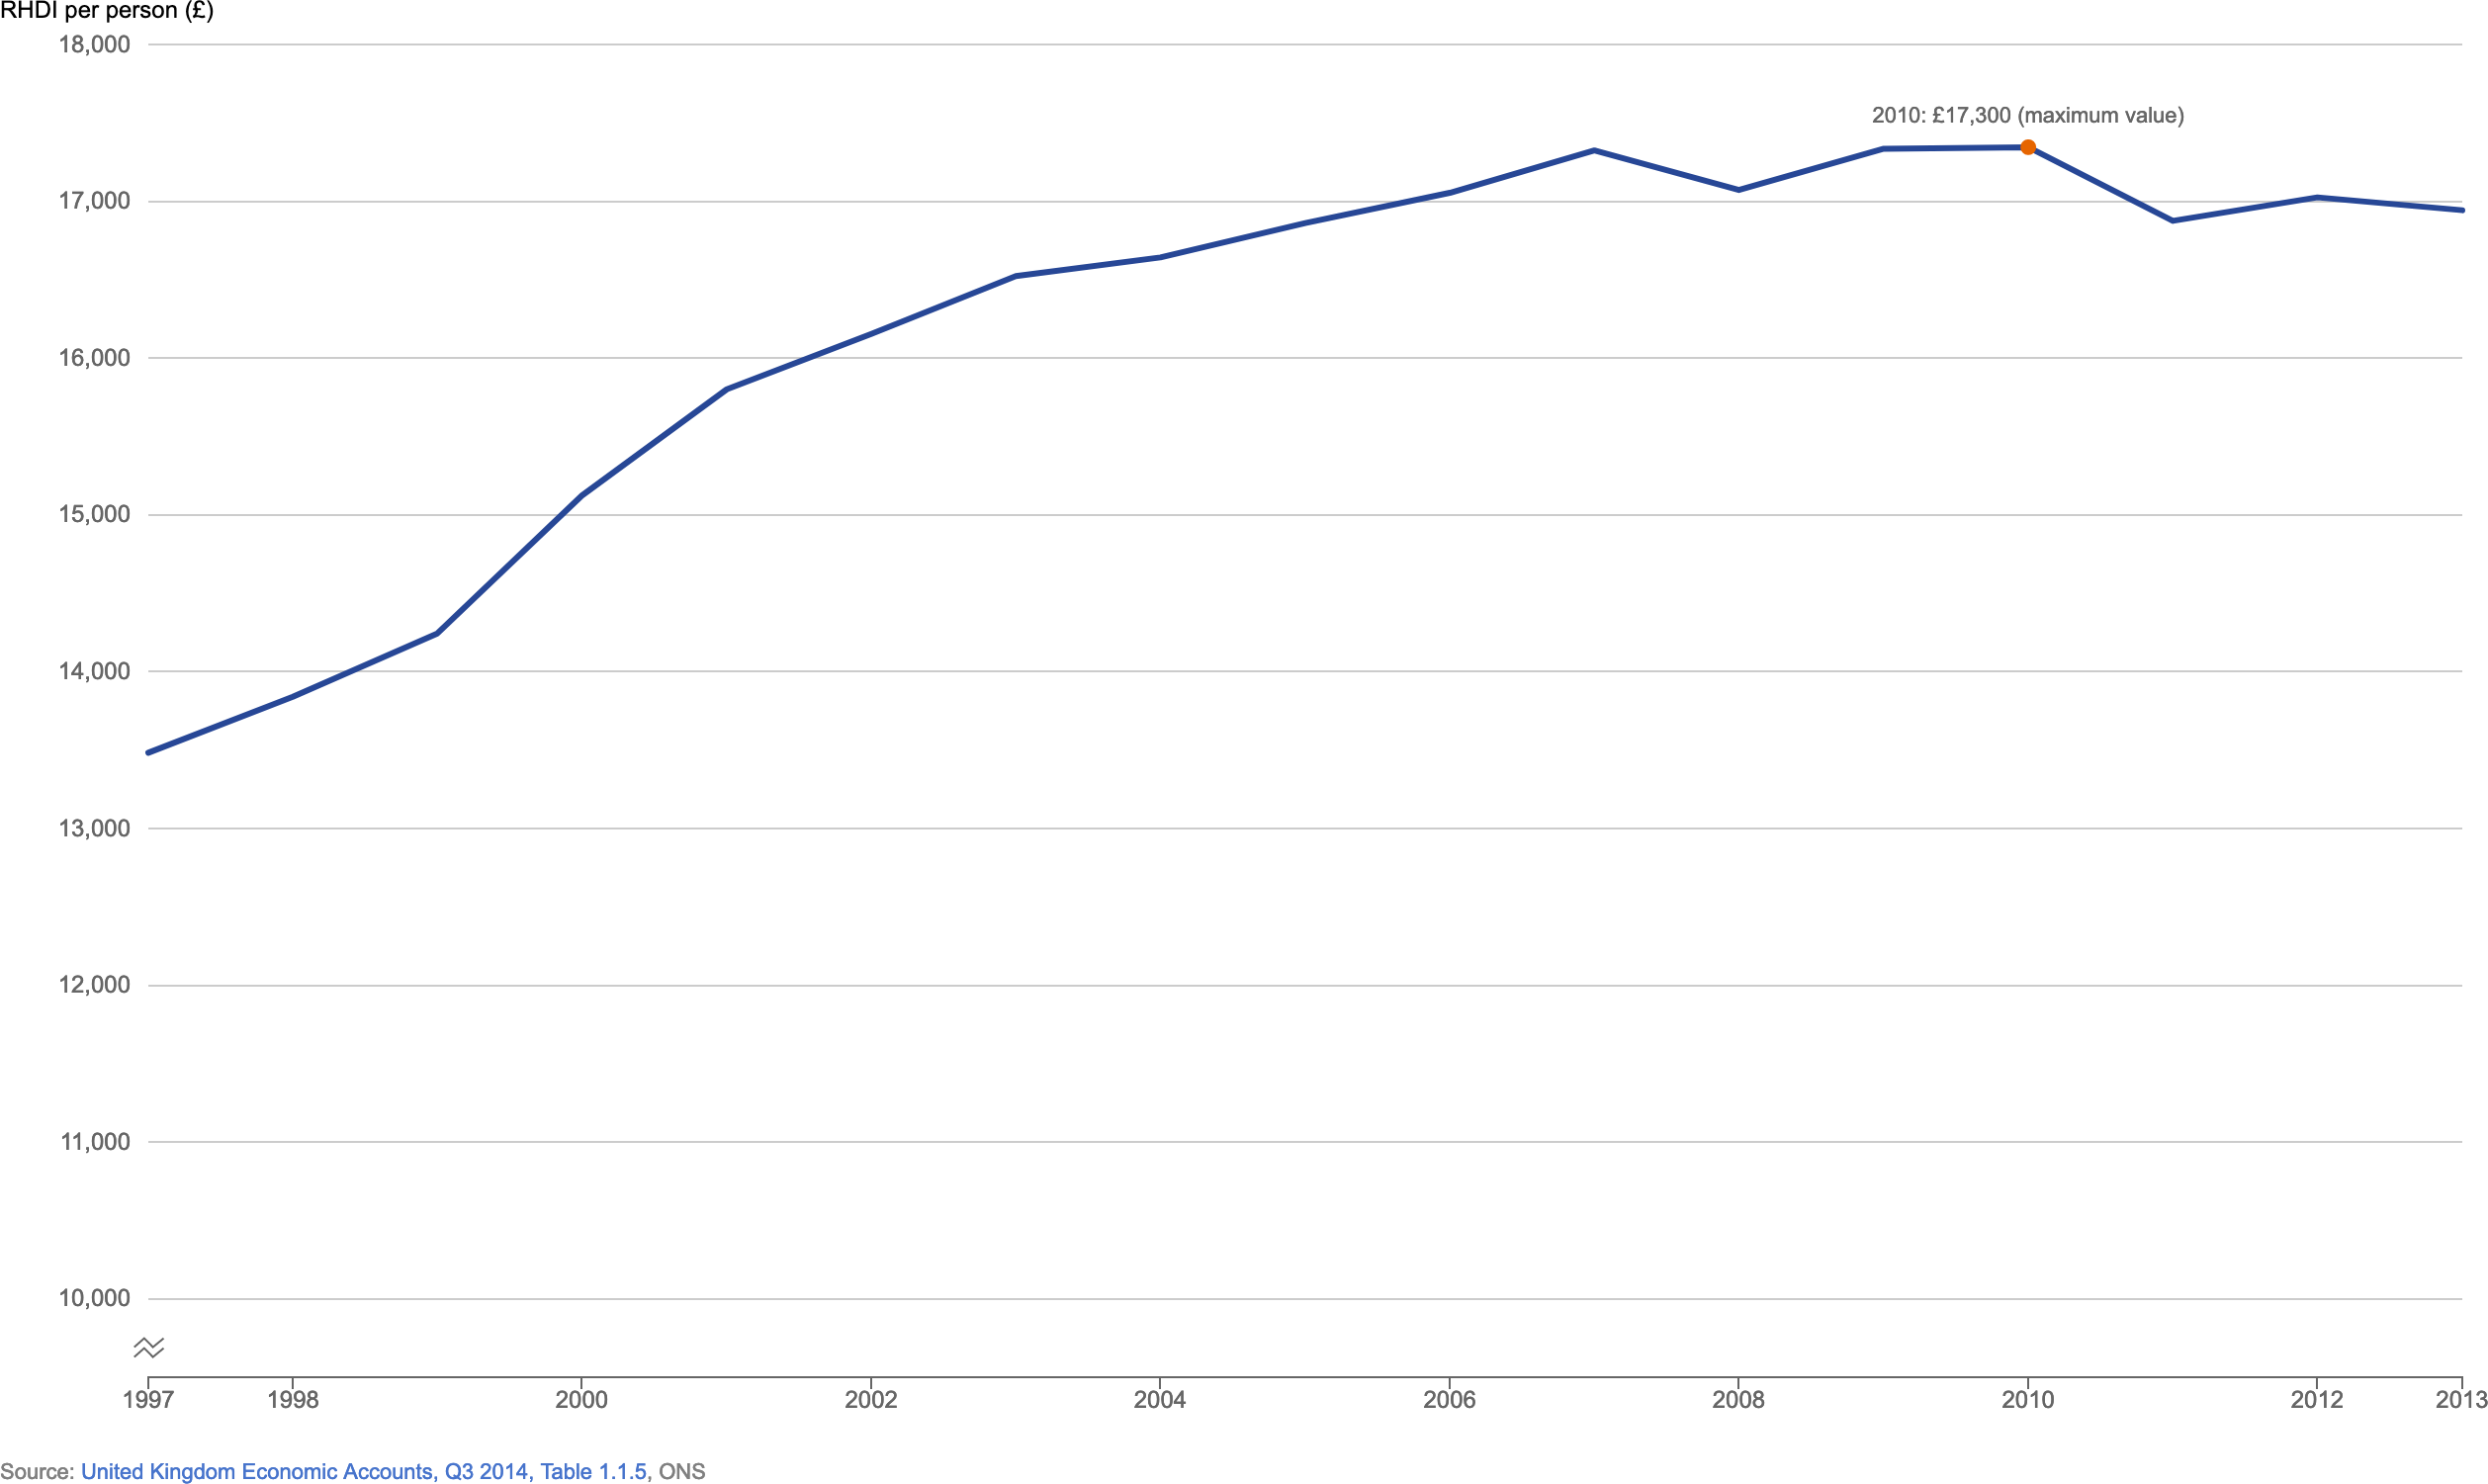 RHDI per person (£)
18,000
2010: £17,300 (maximum value)
17,000
16,000
15,000
14,000
13,000
12,000
11,000
10,000
1997 1998 2000 2002 2004 2006 2008 2010 2012 2013
Source: United Kingdom Economic Accounts, Q3 2014, Table 1.1.5, ONS